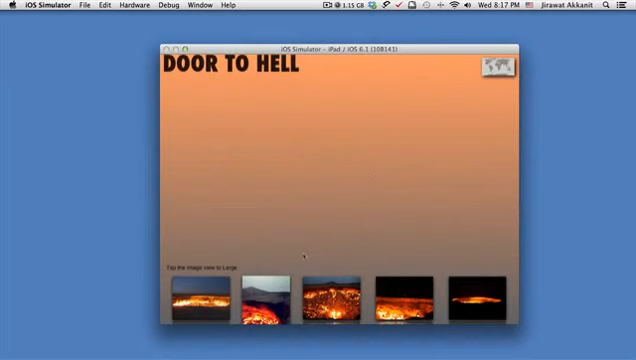 iOS Simulator File Edit Hardware Debug Window Help 1.15 GB Wed 8:17 PM Jirawat Akkanit
iOS Simulator - iPad / iOS 6.1 (10B141)
DOOR TO HELL
Tap the image view to Large